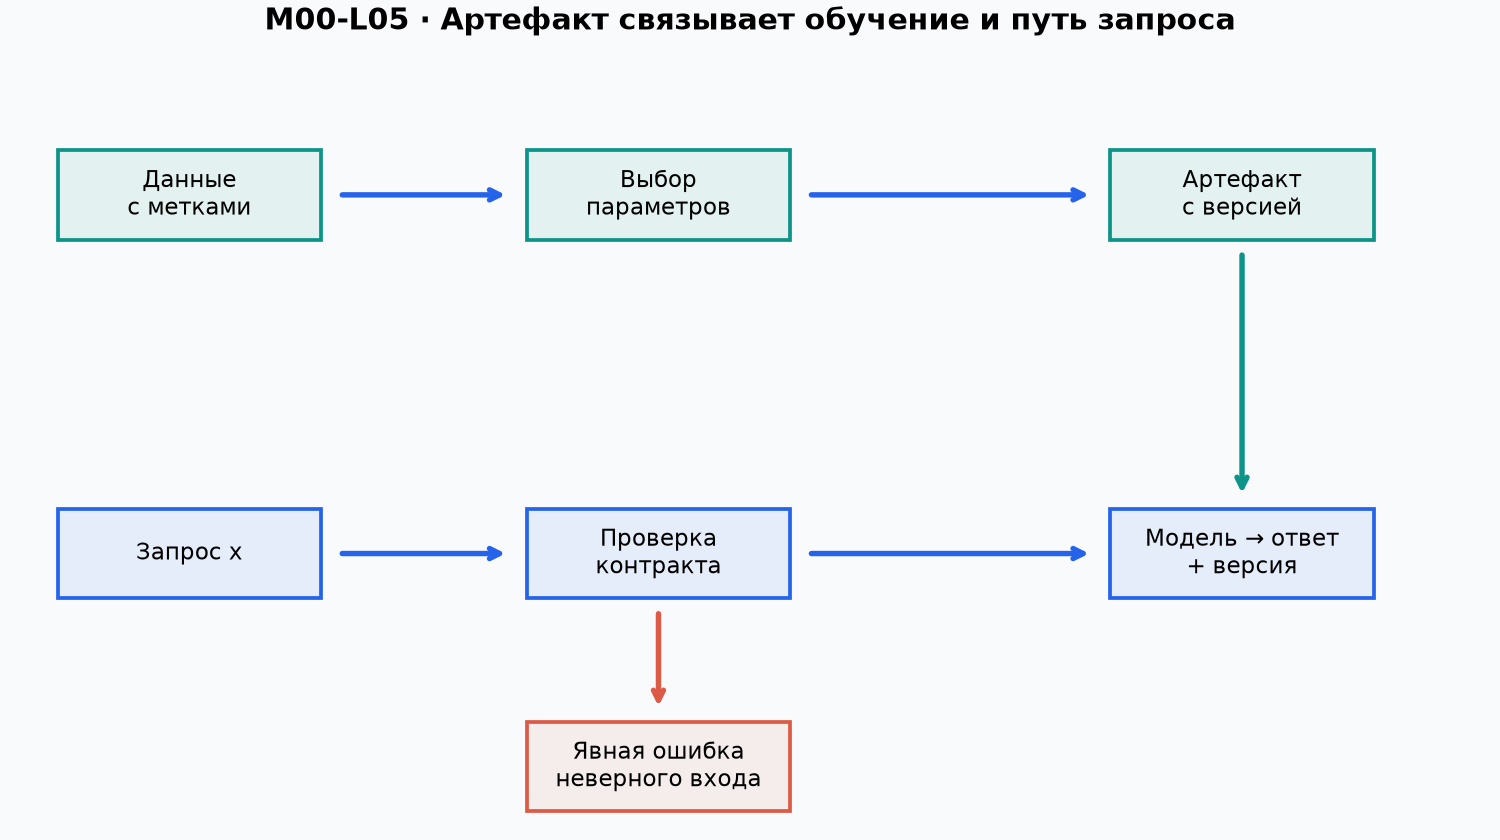 M00-L05 · Артефакт связывает обучение и путь запроса
Данные
с метками
Выбор
параметров
Артефакт
с версией
Запрос x
Проверка
контракта
Модель → ответ
+ версия
Явная ошибка
неверного входа